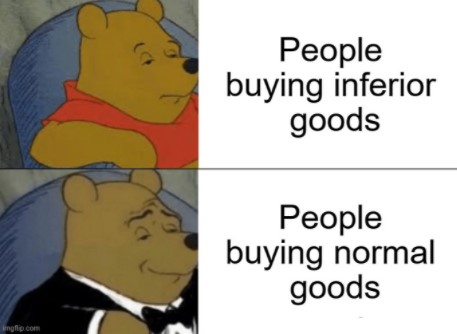 People
buying inferior
goods
People
buying normal
goods
imgflip.com